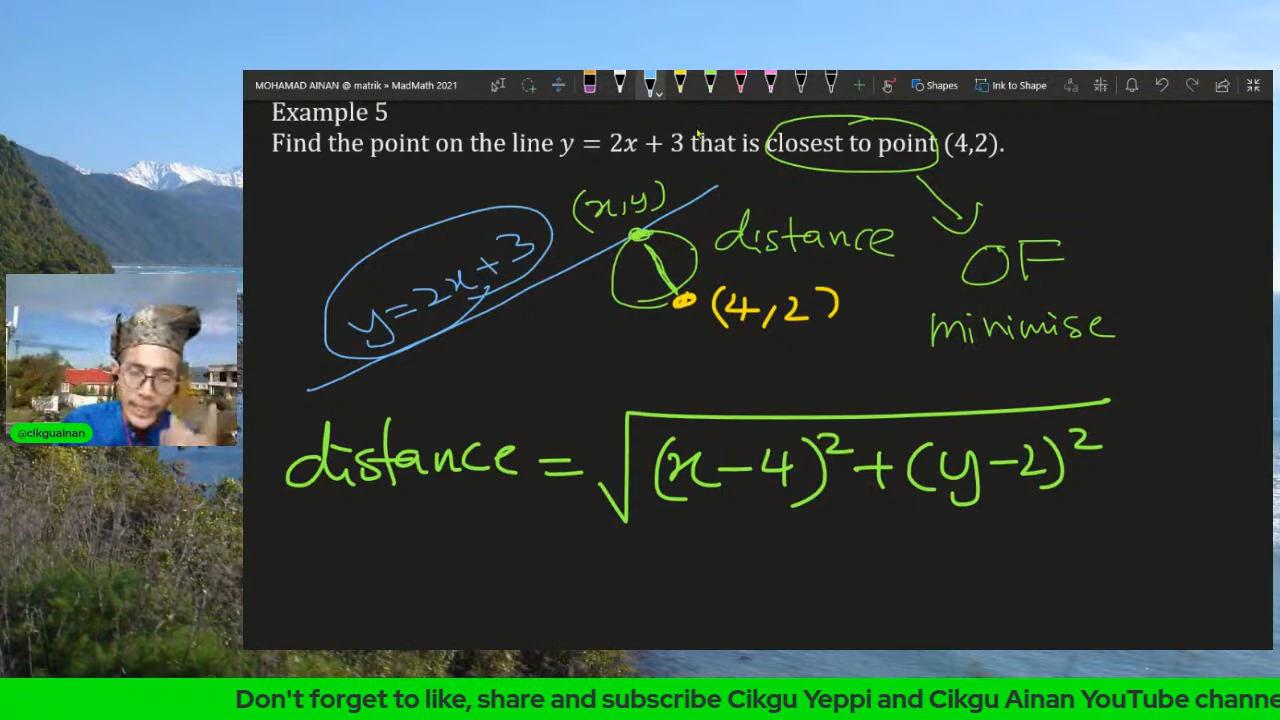 MOHAMAD AINAN @ matrik » MadMath 2021
Shapes
Ink to Shape
Example 5
Find the point on the line y = 2x + 3 that is closest to point (4,2).
(x,y)
distance
y=2x+3
OF
(4,2)
minimise
@cikguainan
distance = √(x-4)²+(y-2)²
Don't forget to like, share and subscribe Cikgu Yeppi and Cikgu Ainan YouTube channe